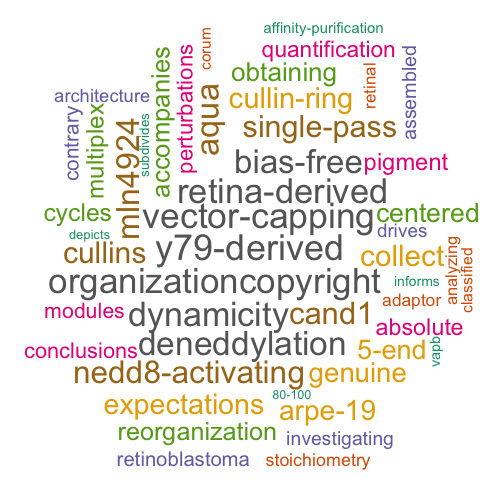 affinity-purification
corum
quantification
accompanies
perturbations
obtaining
retinal
assembled
architecture
cullin-ring
aqua
contrary
multiplex
subdivides
mln4924
single-pass
bias-free
pigment
retina-derived
cycles
vector-capping
centered
depicts
drives
cullins
y79-derived
collect
analyzing
classified
organizationcopyright
informs
adaptor
modules
dynamicity
cand1
absolute
conclusions
deneddylation
5-end
vapb
nedd8-activating
genuine
80-100
expectations
arpe-19
reorganization
investigating
retinoblastoma
stoichiometry